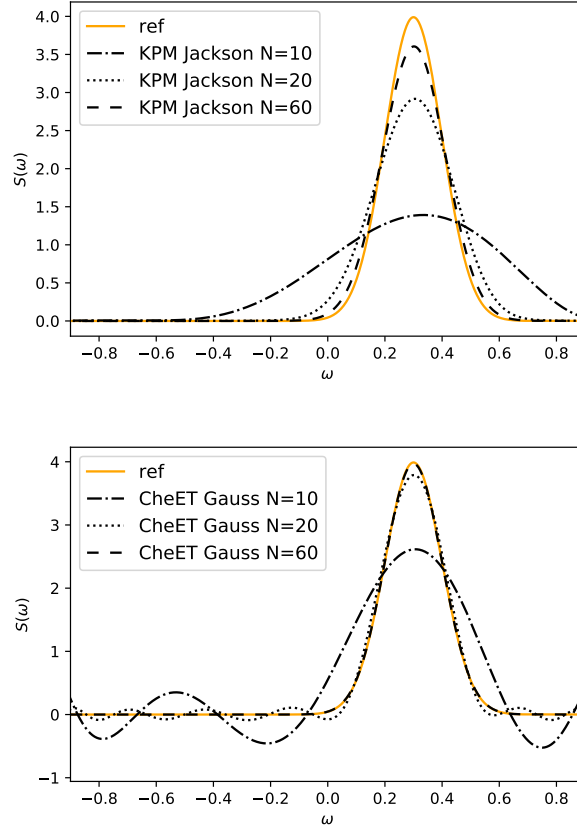 ref
KPM Jackson N=10
KPM Jackson N=20
KPM Jackson N=60
4.0
3.5
3.0
2.5
2.0
1.5
1.0
0.5
0.0
S(ω)
−0.8 −0.6 −0.4 −0.2 0.0 0.2 0.4 0.6 0.8
ω
ref
CheET Gauss N=10
CheET Gauss N=20
CheET Gauss N=60
4
3
2
1
0
−1
S(ω)
−0.8 −0.6 −0.4 −0.2 0.0 0.2 0.4 0.6 0.8
ω